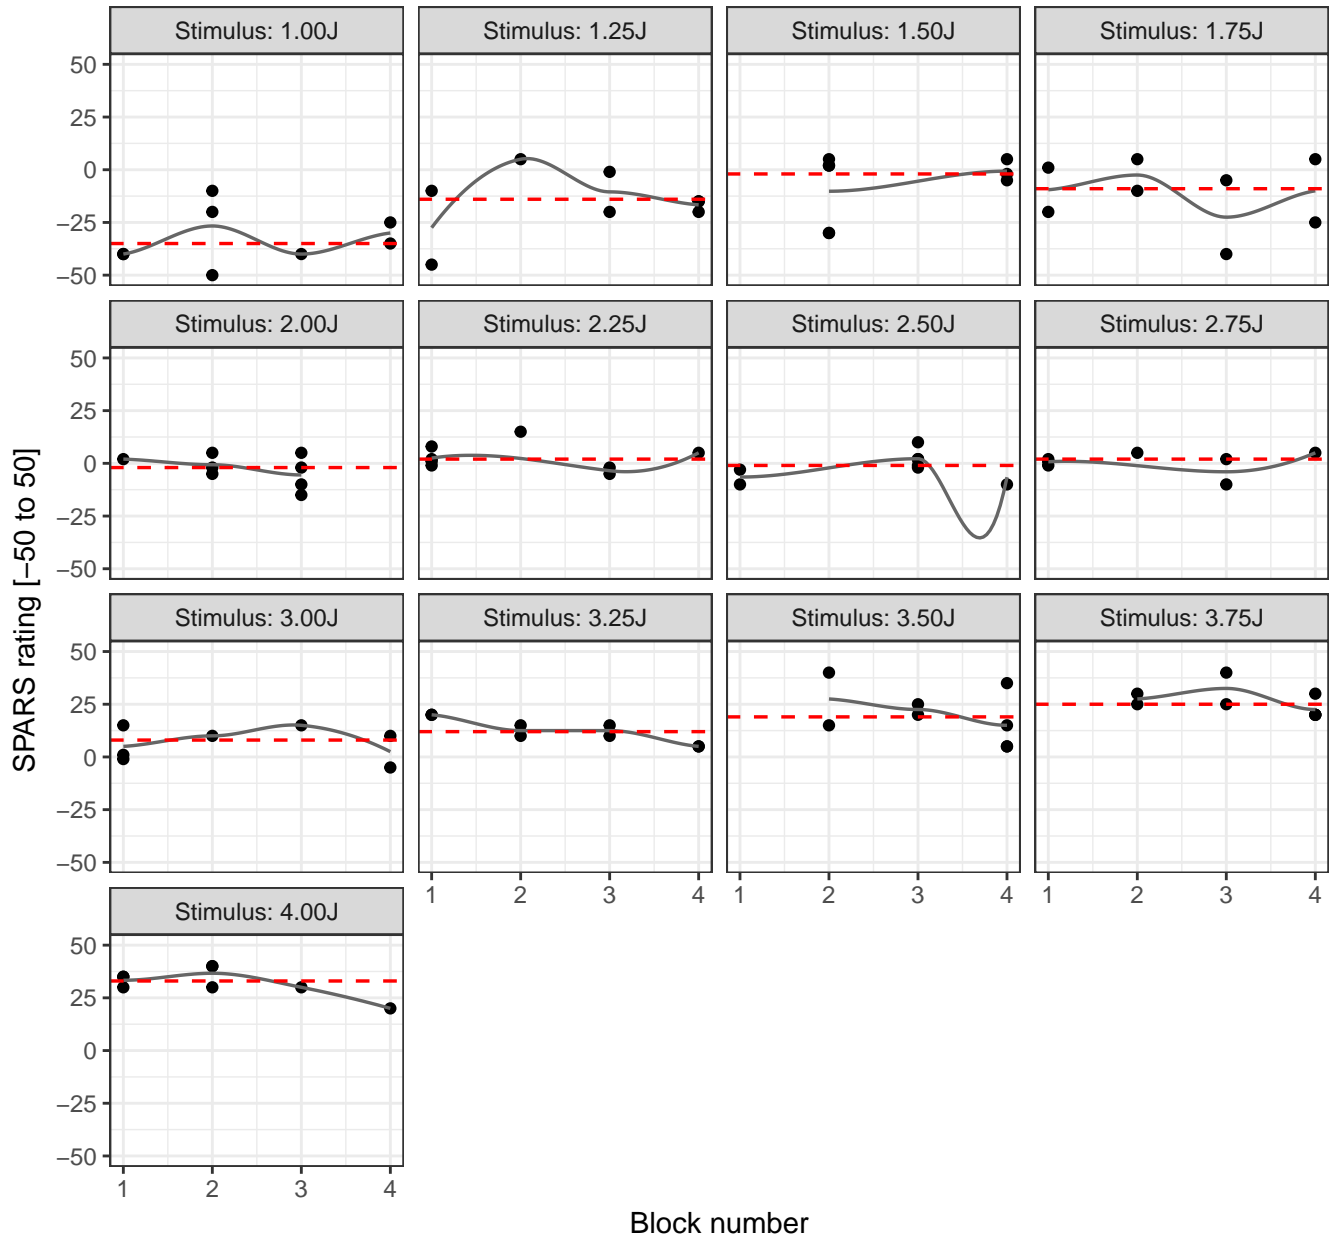 Stimulus: 1.00J
Stimulus: 1.25J
Stimulus: 1.50J
Stimulus: 1.75J
50
25
0
−25
−50
Stimulus: 2.00J
Stimulus: 2.25J
Stimulus: 2.50J
Stimulus: 2.75J
50
25
0
−25
−50
Stimulus: 3.00J
Stimulus: 3.25J
Stimulus: 3.50J
Stimulus: 3.75J
50
25
0
−25
−50
1 2 3 4
1 2 3 4
1 2 3 4
Stimulus: 4.00J
50
25
0
−25
−50
1 2 3 4
SPARS rating [−50 to 50]
Block number